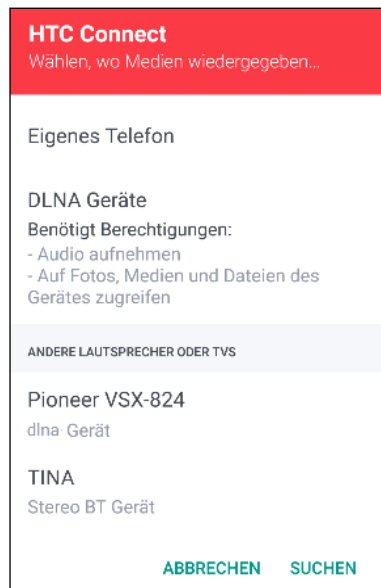 HTC Connect
Wählen, wo Medien wiedergegeben...
Eigenes Telefon
DLNA Geräte
Benötigt Berechtigungen:
- Audio aufnehmen
- Auf Fotos, Medien und Dateien des
Gerätes zugreifen
ANDERE LAUTSPRECHER ODER TVS
Pioneer VSX-824
dlna Gerät
TINA
Stereo BT Gerät
ABBRECHEN SUCHEN